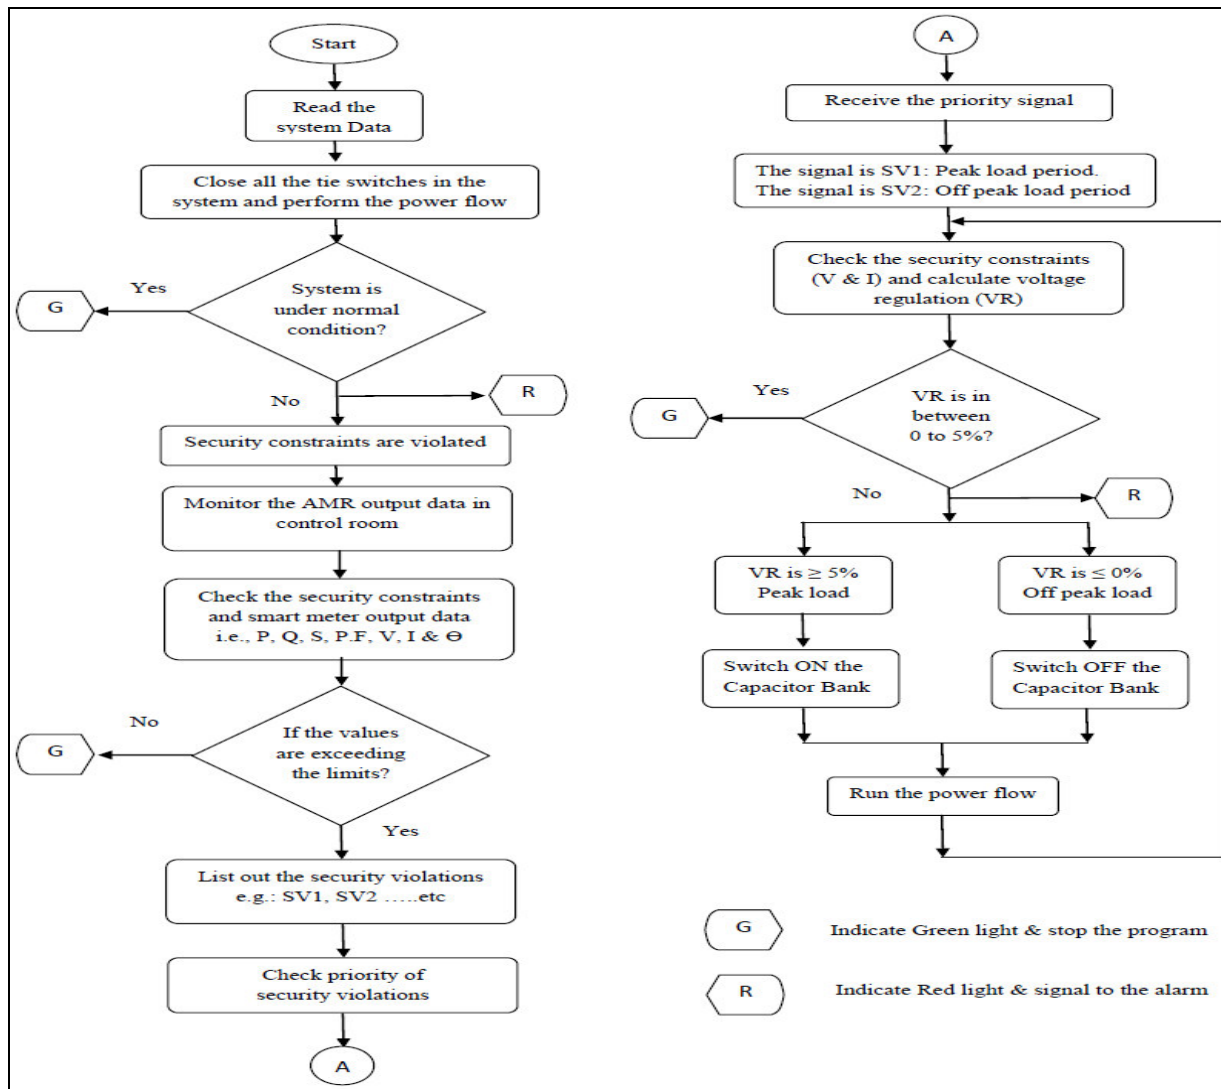 Start
Read the
system Data
Close all the tie switches in the
system and perform the power flow
System is
under normal
condition?
Yes
G
No
R
Security constraints are violated
Monitor the AMR output data in
control room
Check the security constraints
and smart meter output data
i.e., P, Q, S, P.F, V, I & ϴ
If the values
are exceeding
the limits?
No
G
Yes
List out the security violations
e.g.: SV1, SV2 …..etc
Check priority of
security violations
A
A
Receive the priority signal
The signal is SV1: Peak load period.
The signal is SV2: Off peak load period
Check the security constraints
(V & I) and calculate voltage
regulation (VR)
VR is in
between
0 to 5%?
Yes
G
No
R
VR is ≥ 5%
Peak load
VR is ≤ 0%
Off peak load
Switch ON the
Capacitor Bank
Switch OFF the
Capacitor Bank
Run the power flow
G
Indicate Green light & stop the program
R
Indicate Red light & signal to the alarm